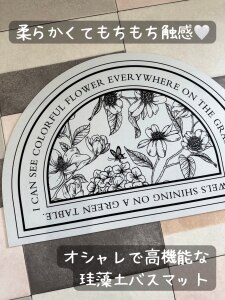 柔らかくてもちもち触感🤍
I CAN SEE COLORFUL FLOWER EVERYWHERE ON THE GRA
WELS SHINING ON A GREEN TABLE.
オシャレで高機能な
珪藻土バスマット